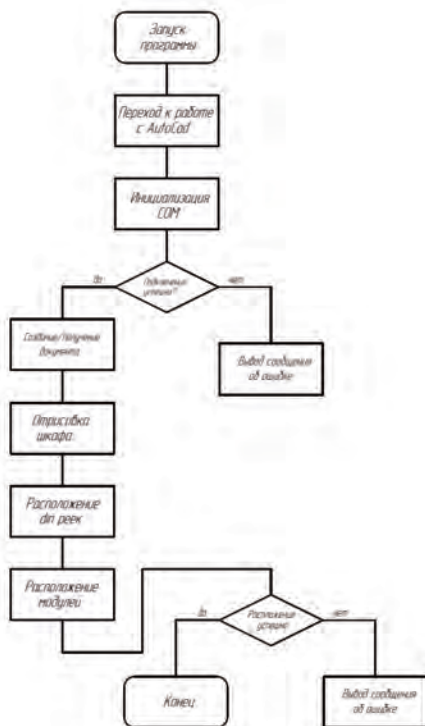 Запуск
программы
Переход к работе
с AutoCad
Инициализация
COM
Подключение
успешно?
да
нет
Создание/получение
документа
Вывод сообщения
об ошибке
Отрисовка
шкафа
Расположение
din реек
Расположение
модулей
Расположение
успешно
да
нет
Конец
Вывод сообщения
об ошибке